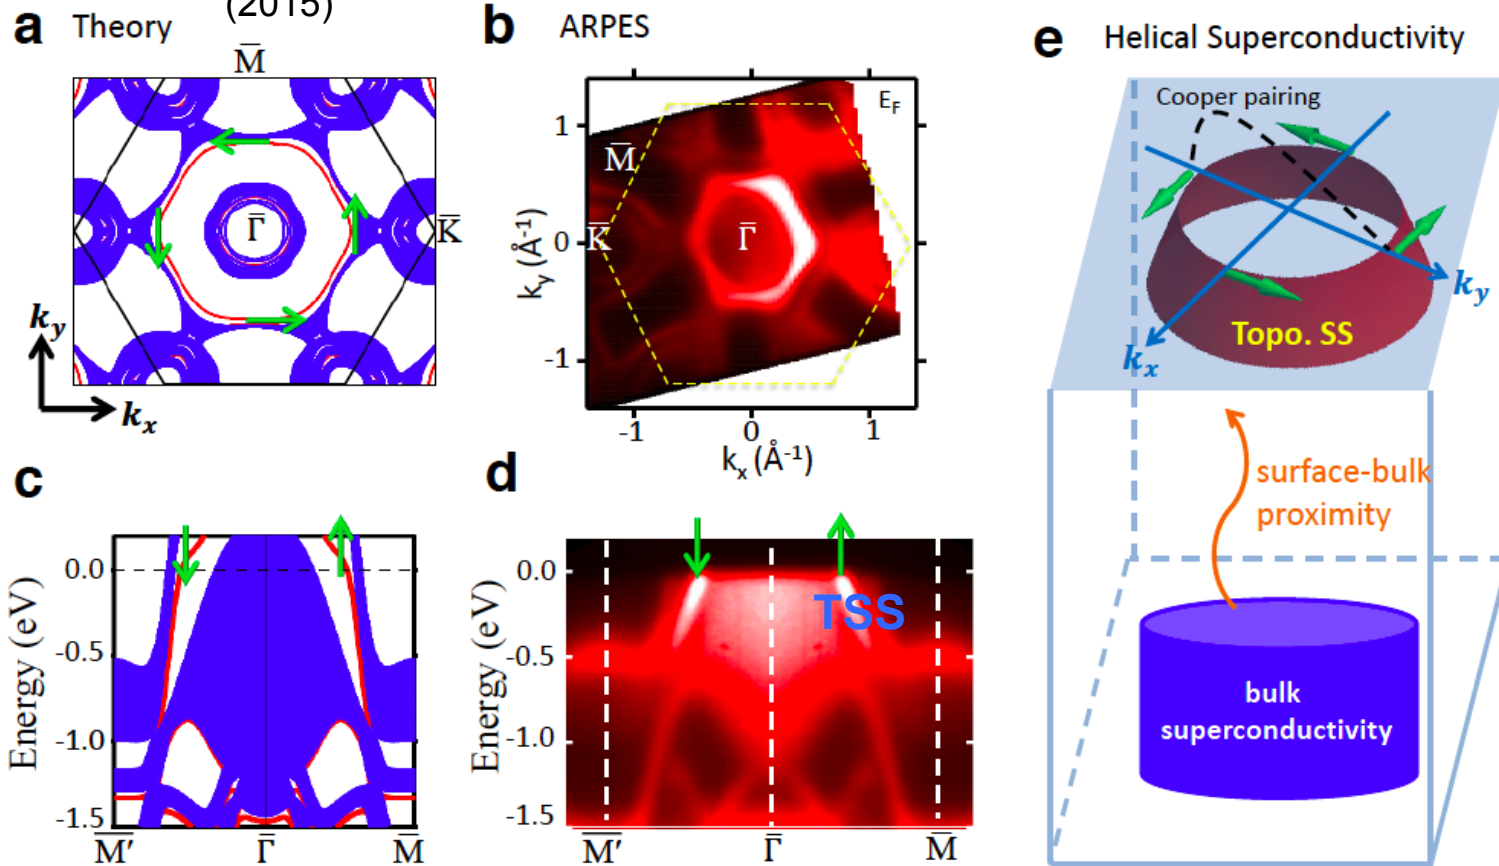 (2015)
a Theory
M̅
Γ̅
K̅
k_y
k_x
b ARPES
E_F
M̅
K̅
Γ̅
1
0
-1
k_y (Å⁻¹)
-1 0 1
k_x (Å⁻¹)
c
0.0
-0.5
-1.0
-1.5
Energy (eV)
M̅′ Γ̅ M̅
d
0.0
-0.5
-1.0
-1.5
Energy (eV)
TSS
M̅′ Γ̅ M̅
e Helical Superconductivity
Cooper pairing
k_y
k_x
Topo. SS
surface-bulk
proximity
bulk
superconductivity